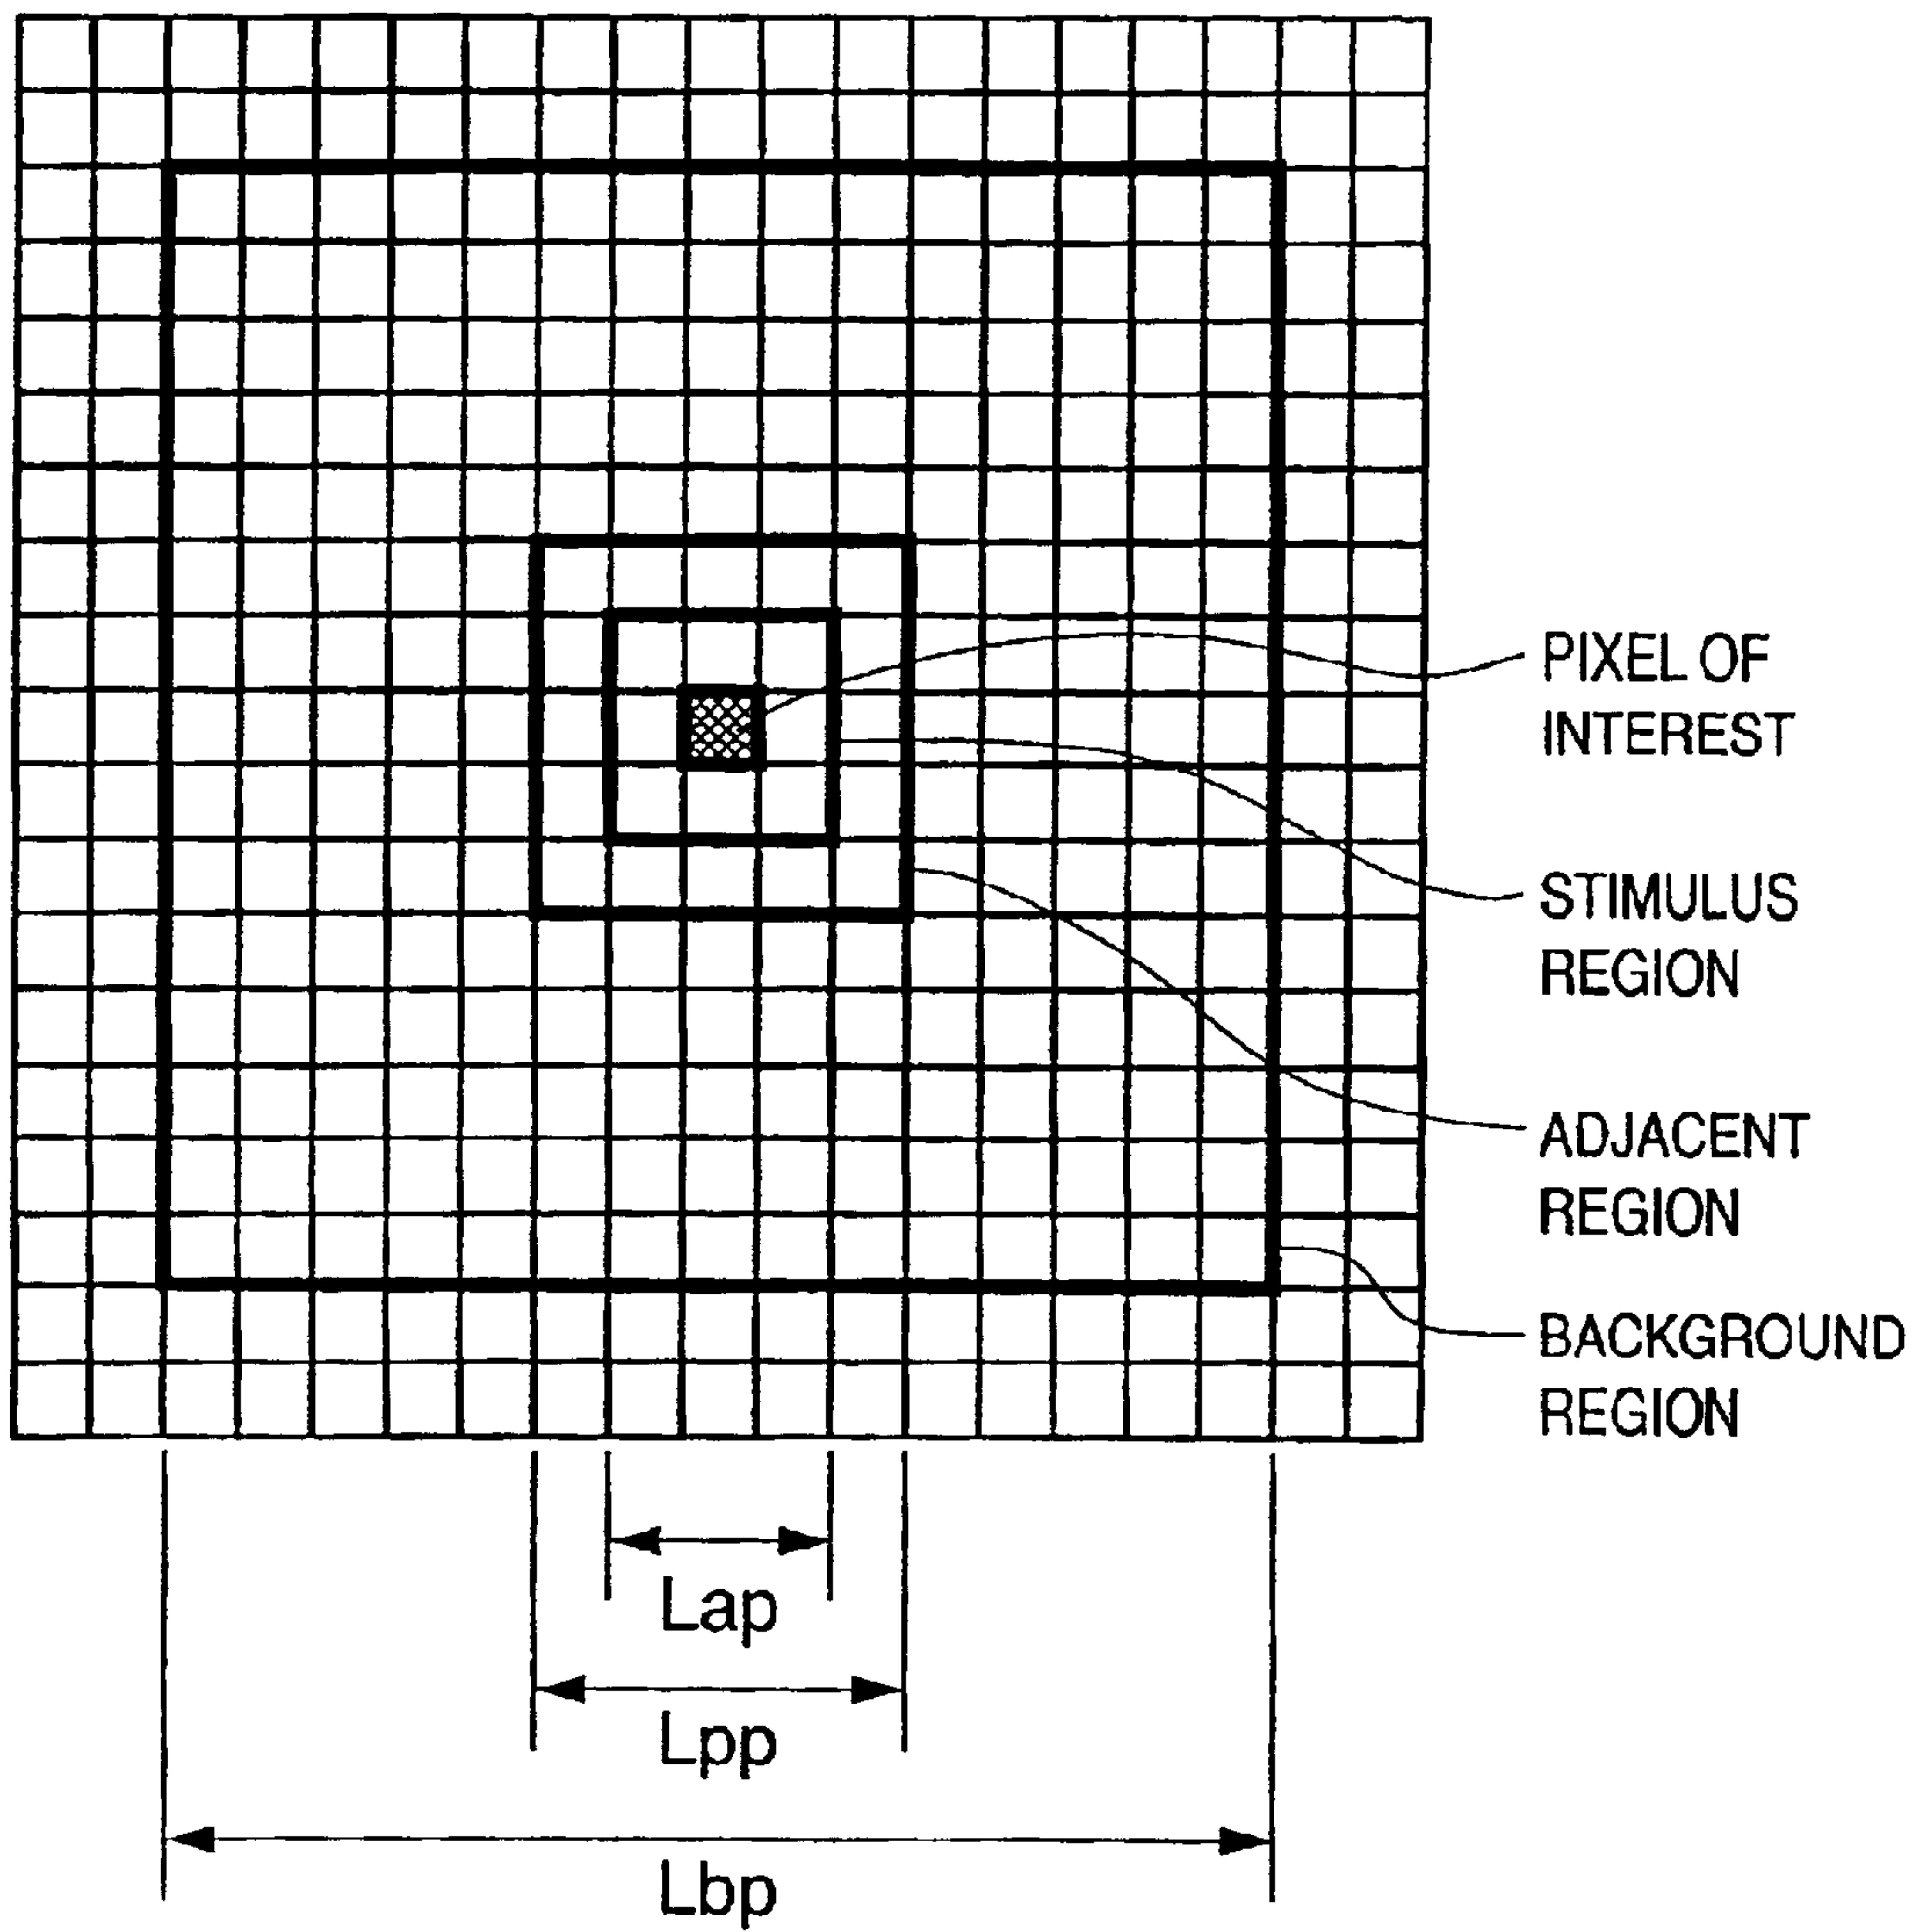 PIXEL OF
INTEREST
STIMULUS
REGION
ADJACENT
REGION
BACKGROUND
REGION
Lap
Lpp
Lbp